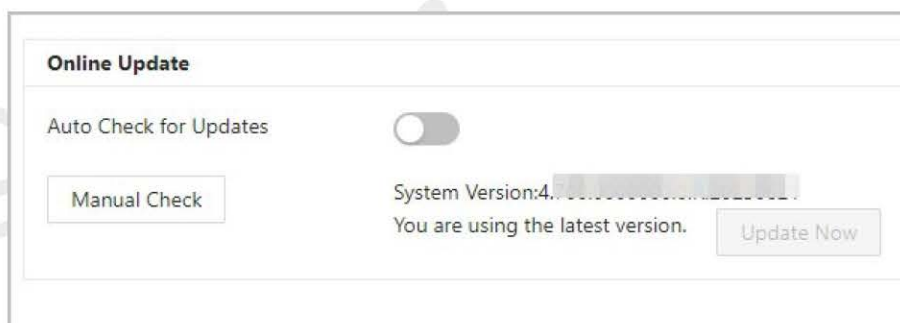 Online Update
Auto Check for Updates
Manual Check
System Version:4.
You are using the latest version.
Update Now